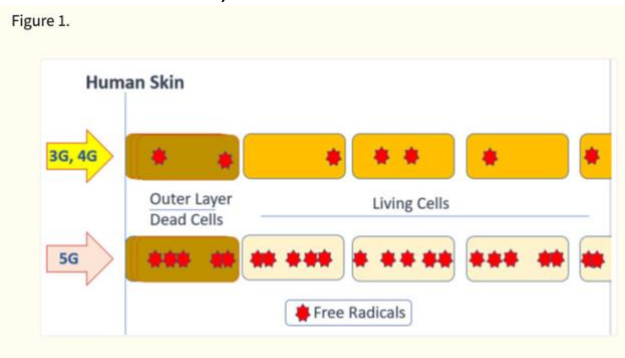 Figure 1.
Human Skin
3G, 4G
Outer Layer
Dead Cells
Living Cells
5G
Free Radicals